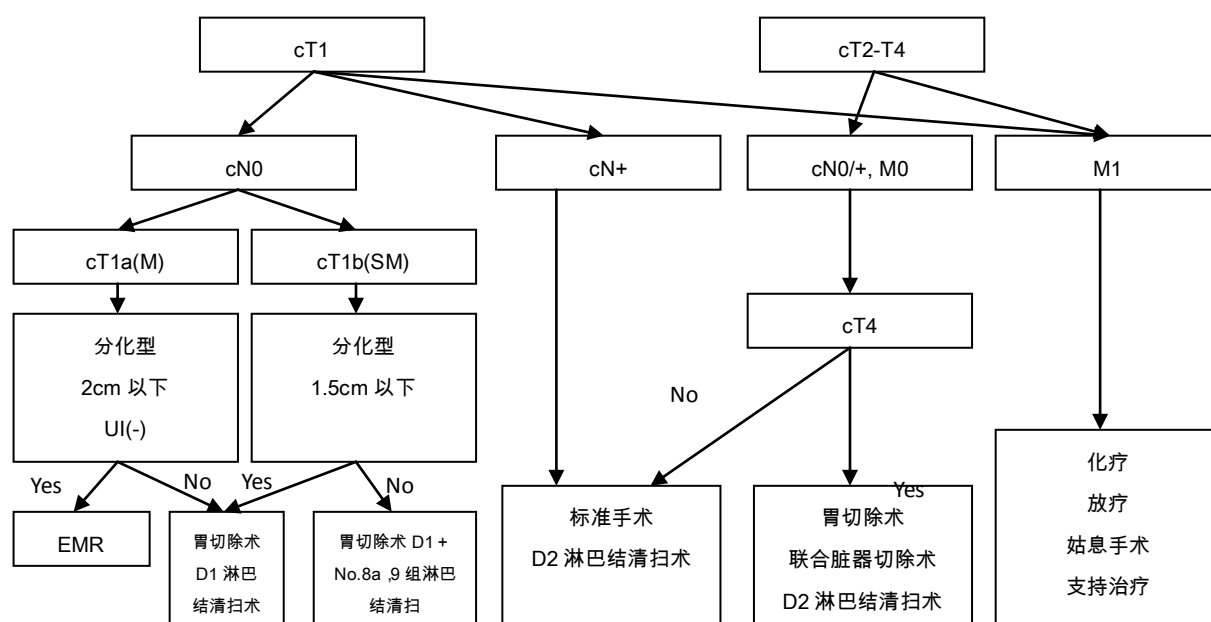 cT1
cT2-T4
cN0
cN+
cN0/+, M0
M1
cT1a(M)
cT1b(SM)
cT4
分化型
2cm 以下
UI(-)
分化型
1.5cm 以下
No
Yes
No
Yes
No
Yes
EMR
胃切除术
D1 淋巴
结清扫术
胃切除术 D1 +
No.8a ,9 组淋巴
结清扫
标准手术
D2 淋巴结清扫术
胃切除术
联合脏器切除术
D2 淋巴结清扫术
化疗
放疗
姑息手术
支持治疗